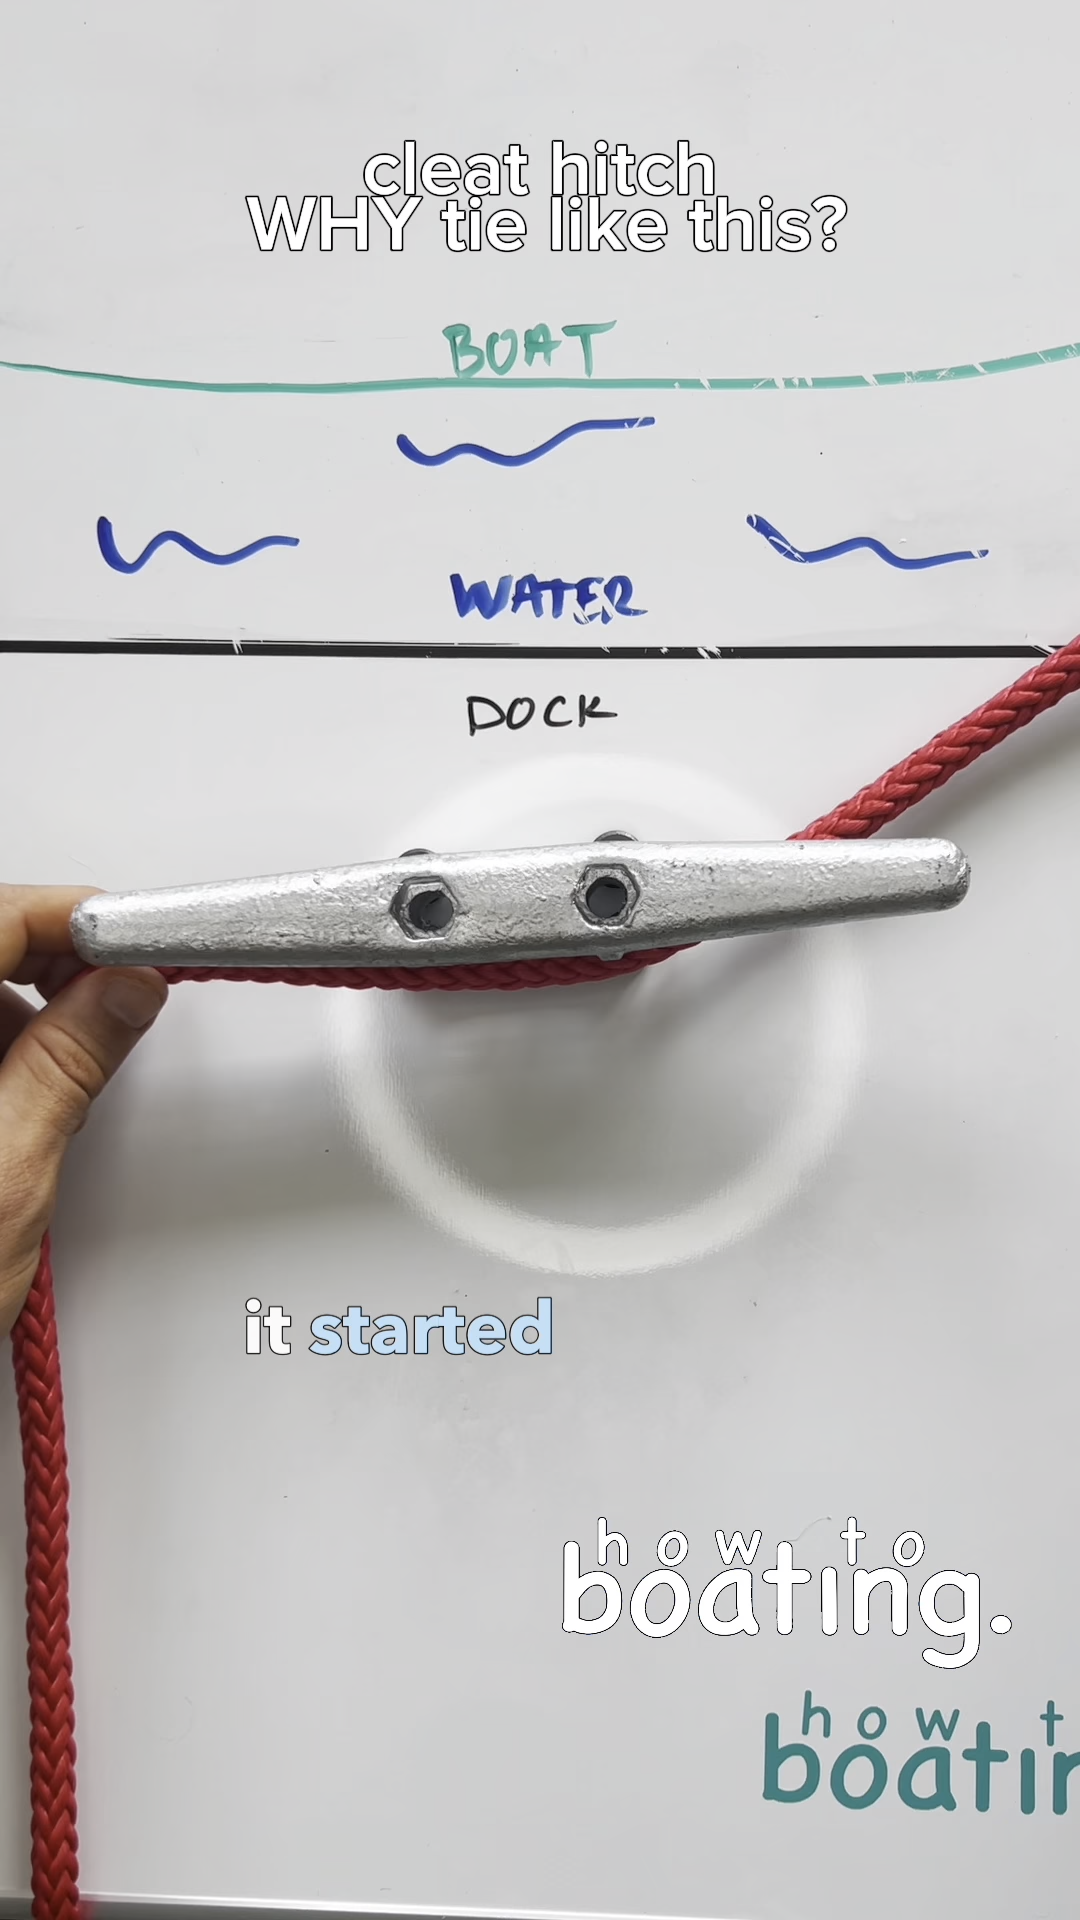 cleat hitch
WHY tie like this?
BOAT
WATER
DOCK
it started
how to
boating.
how t
boatin